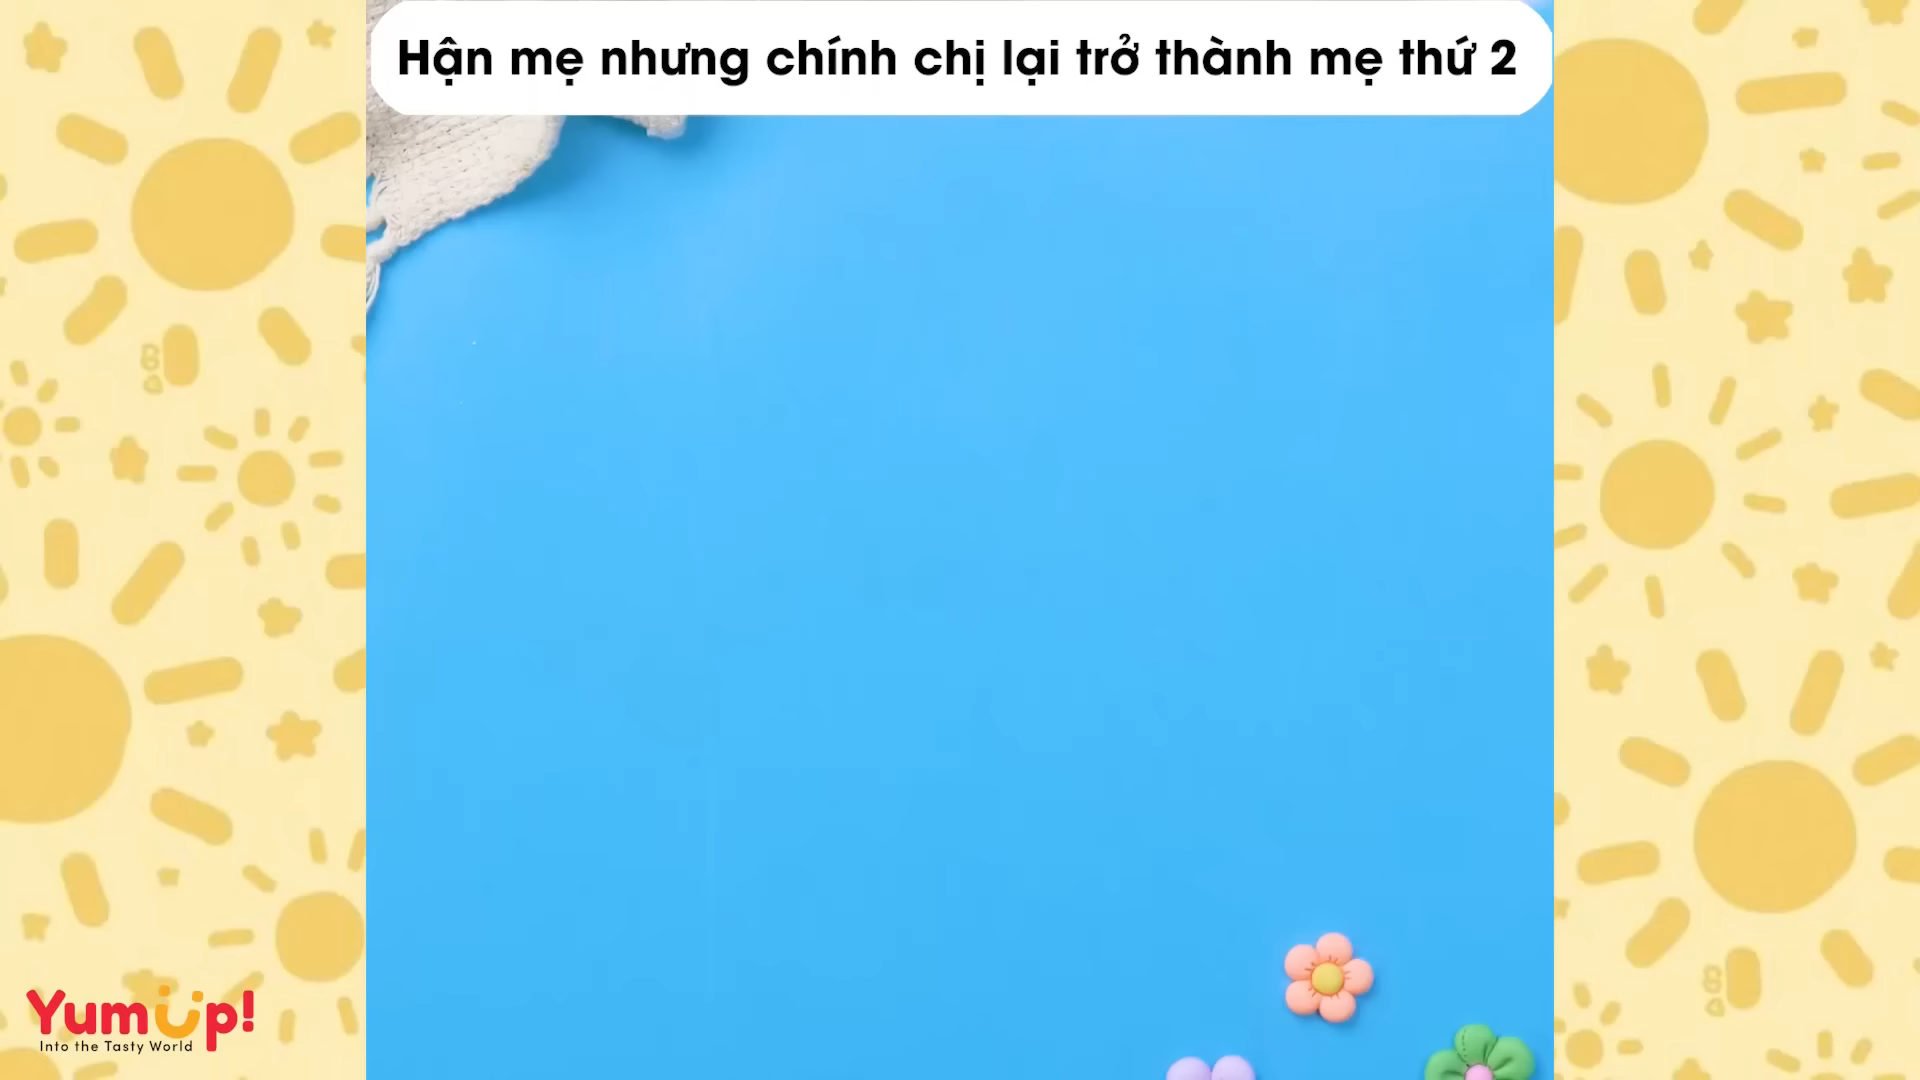 Hận mẹ nhưng chính chị lại trở thành mẹ thứ 2
YumUp!
Into the Tasty World